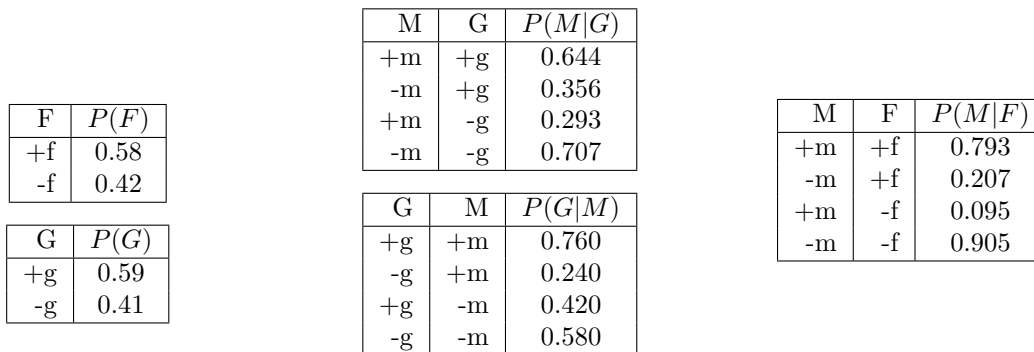 F P(F)
+f 0.58
-f 0.42
G P(G)
+g 0.59
-g 0.41
M G P(M|G)
+m +g 0.644
-m +g 0.356
+m -g 0.293
-m -g 0.707
G M P(G|M)
+g +m 0.760
-g +m 0.240
+g -m 0.420
-g -m 0.580
M F P(M|F)
+m +f 0.793
-m +f 0.207
+m -f 0.095
-m -f 0.905